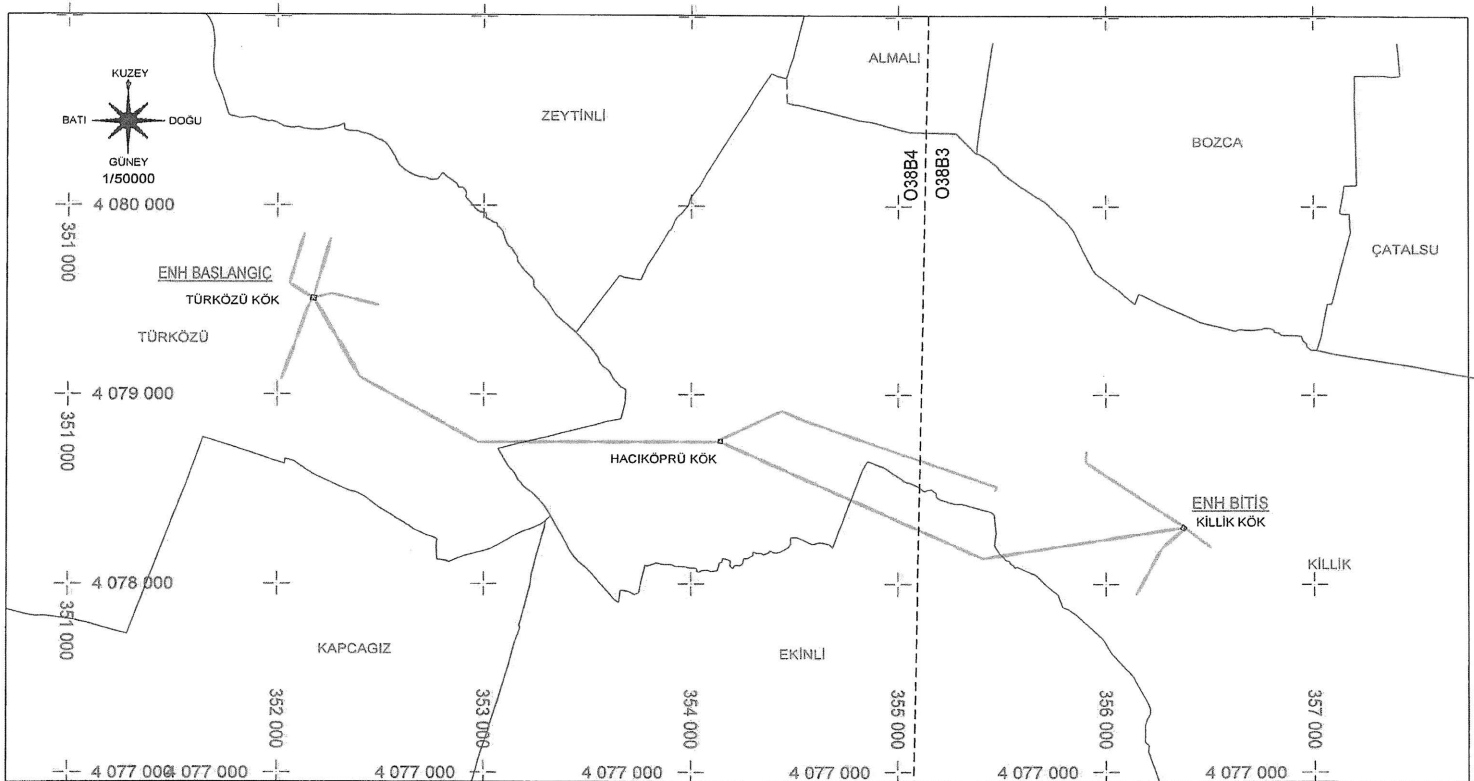 KUZEY
BATI
DOĞU
GÜNEY
1/50000
ALMALI
ZEYTİNLİ
BOZCA
O38B4
O38B3
4 080 000
351 000
ÇATALSU
ENH BASLANGIÇ
TÜRKÖZÜ KÖK
TÜRKÖZÜ
4 079 000
351 000
HACIKÖPRÜ KÖK
ENH BİTİS
KİLLİK KÖK
KİLLİK
4 078 000
351 000
KAPCAGIZ
EKİNLİ
352 000
353 000
354 000
355 000
356 000
357 000
4 077 000
4 077 000
4 077 000
4 077 000
4 077 000
4 077 000
4 077 000